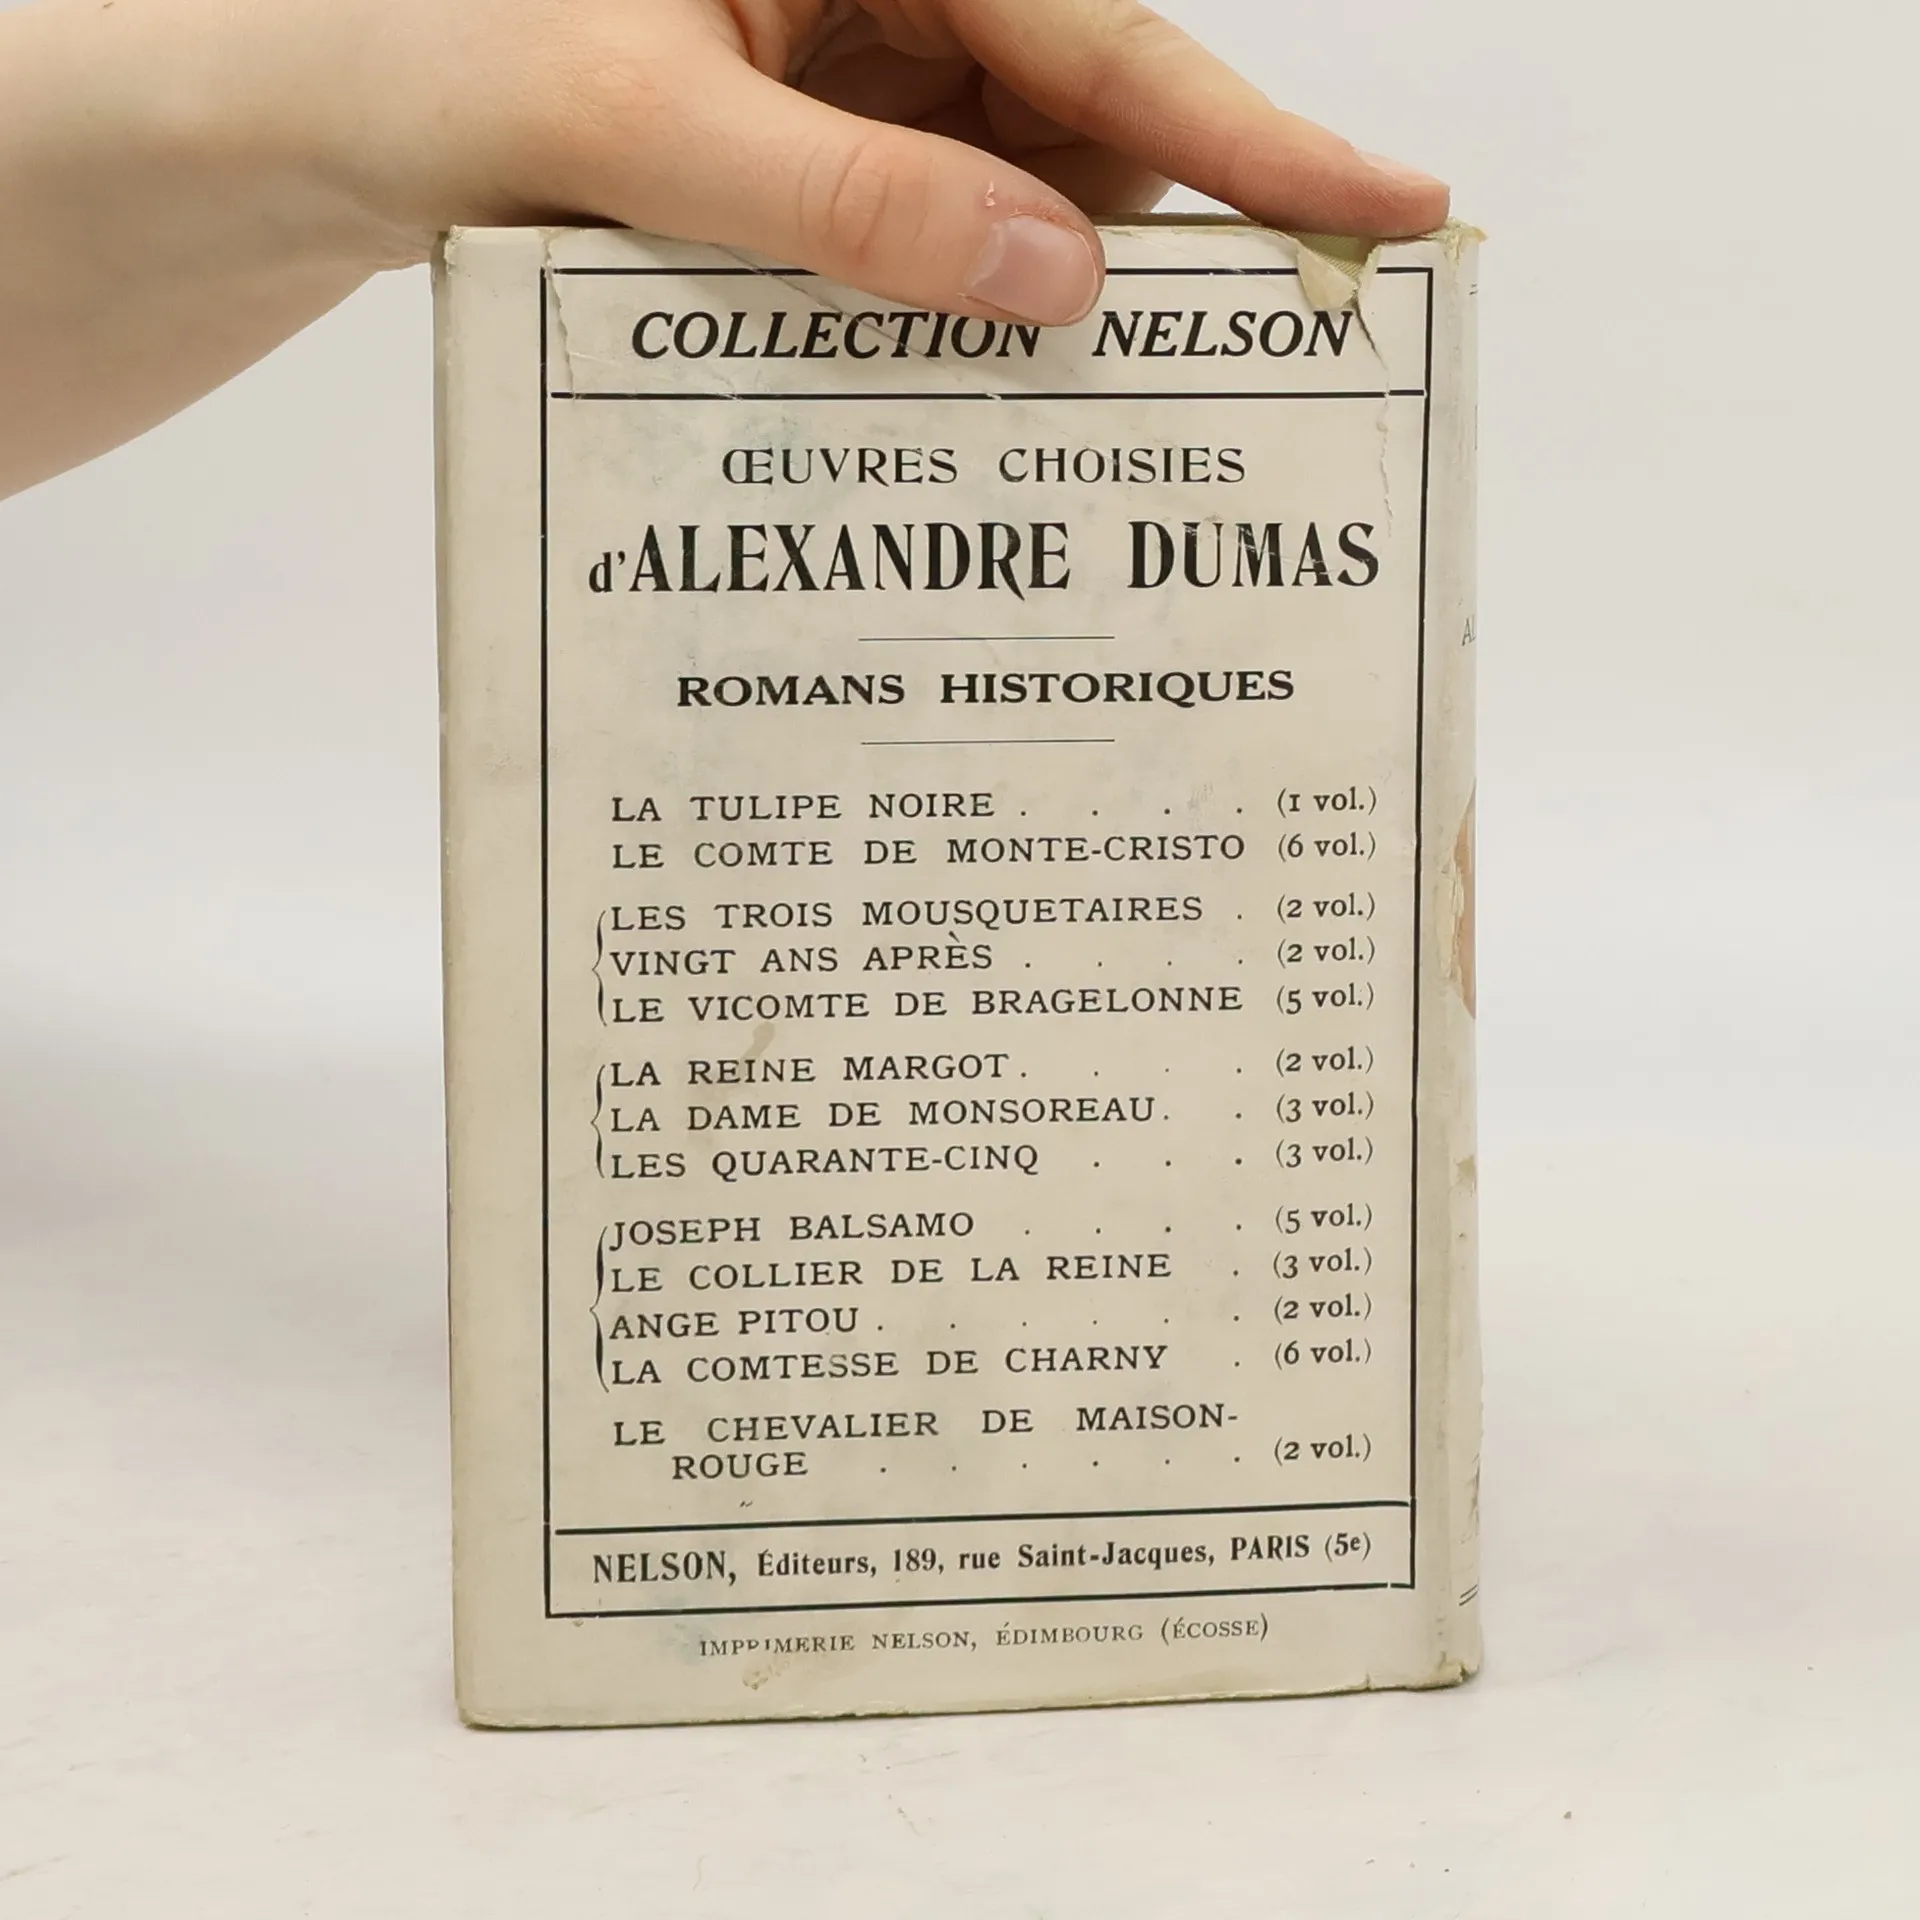 COLLECTION NELSON
ŒUVRES CHOISIES
d'ALEXANDRE DUMAS
ROMANS HISTORIQUES
LA TULIPE NOIRE . . . . (1 vol.)
LE COMTE DE MONTE-CRISTO (6 vol.)
LES TROIS MOUSQUETAIRES . (2 vol.)
VINGT ANS APRÈS . . . . (2 vol.)
LE VICOMTE DE BRAGELONNE (5 vol.)
LA REINE MARGOT . . . . (2 vol.)
LA DAME DE MONSOREAU . . (3 vol.)
LES QUARANTE-CINQ . . . (3 vol.)
JOSEPH BALSAMO . . . . (5 vol.)
LE COLLIER DE LA REINE . (3 vol.)
ANGE PITOU . . . . . . (2 vol.)
LA COMTESSE DE CHARNY . (6 vol.)
LE CHEVALIER DE MAISON-
ROUGE . . . . . . (2 vol.)
NELSON, Éditeurs, 189, rue Saint-Jacques, PARIS (5e)
IMPRIMERIE NELSON, ÉDIMBOURG (ÉCOSSE)